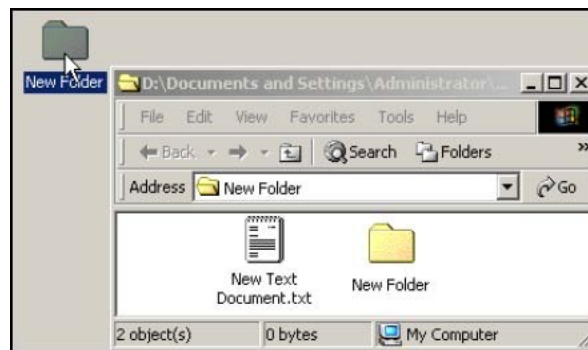 New Folder
D:\Documents and Settings\Administrator\...
File Edit View Favorites Tools Help
Back Search Folders »
Address New Folder Go
New Text
Document.txt
New Folder
2 object(s) 0 bytes My Computer